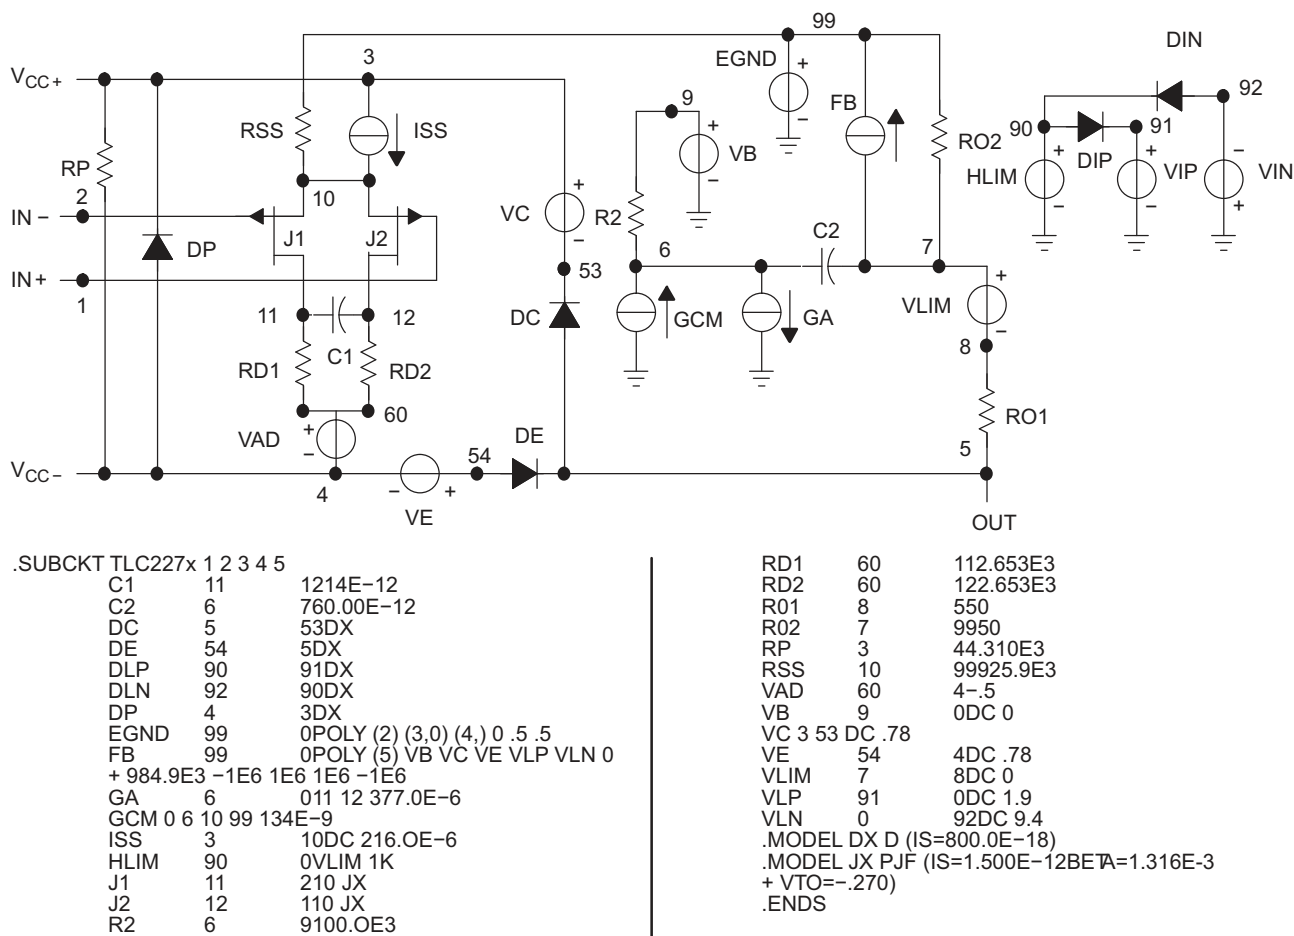 99
DIN
3
EGND
+
92
VCC+
9
FB
-
RSS
ISS
+
90
91
RO2
VB
-
+
DIP
+
-
RP
10
HLIM
VIP
VIN
2
+
-
-
+
IN−
VC
R2
C2
J1
J2
-
6
7
DP
IN+
53
+
1
VLIM
11
12
DC
GCM
GA
-
C1
8
RD1
RD2
60
RO1
+
VAD
DE
-
54
5
VCC−
4
-
+
VE
OUT
.SUBCKT TLC227x 1 2 3 4 5
C1 11 1214E−12
C2 6 760.00E−12
DC 5 53DX
DE 54 5DX
DLP 90 91DX
DLN 92 90DX
DP 4 3DX
EGND 99 0POLY (2) (3,0) (4,) 0 .5 .5
FB 99 0POLY (5) VB VC VE VLP VLN 0
+ 984.9E3 −1E6 1E6 1E6 −1E6
GA 6 011 12 377.0E−6
GCM 0 6 10 99 134E−9
ISS 3 10DC 216.OE−6
HLIM 90 0VLIM 1K
J1 11 210 JX
J2 12 110 JX
R2 6 9100.OE3
RD1 60 112.653E3
RD2 60 122.653E3
R01 8 550
R02 7 9950
RP 3 44.310E3
RSS 10 99925.9E3
VAD 60 4−.5
VB 9 0DC 0
VC 3 53 DC .78
VE 54 4DC .78
VLIM 7 8DC 0
VLP 91 0DC 1.9
VLN 0 92DC 9.4
.MODEL DX D (IS=800.0E−18)
.MODEL JX PJF (IS=1.500E−12BETA=1.316E-3
+ VTO=−.270)
.ENDS